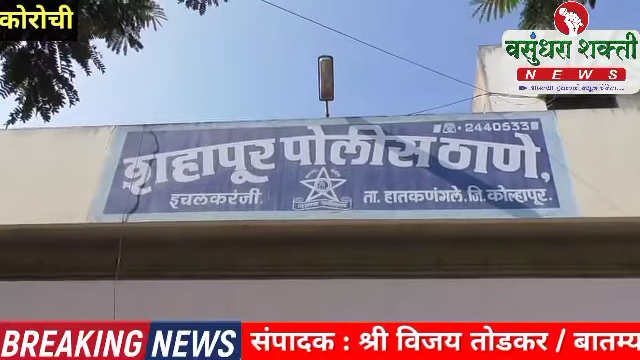 कोरोची
वसुंधरा शक्ती
NEWS
☎ : 2440533
शहापूर पोलीस ठाणे,
इचलकरंजी. ता. हातकणंगले. जि. कोल्हापूर.
BREAKING NEWS संपादक : श्री विजय तोडकर / बातम्य